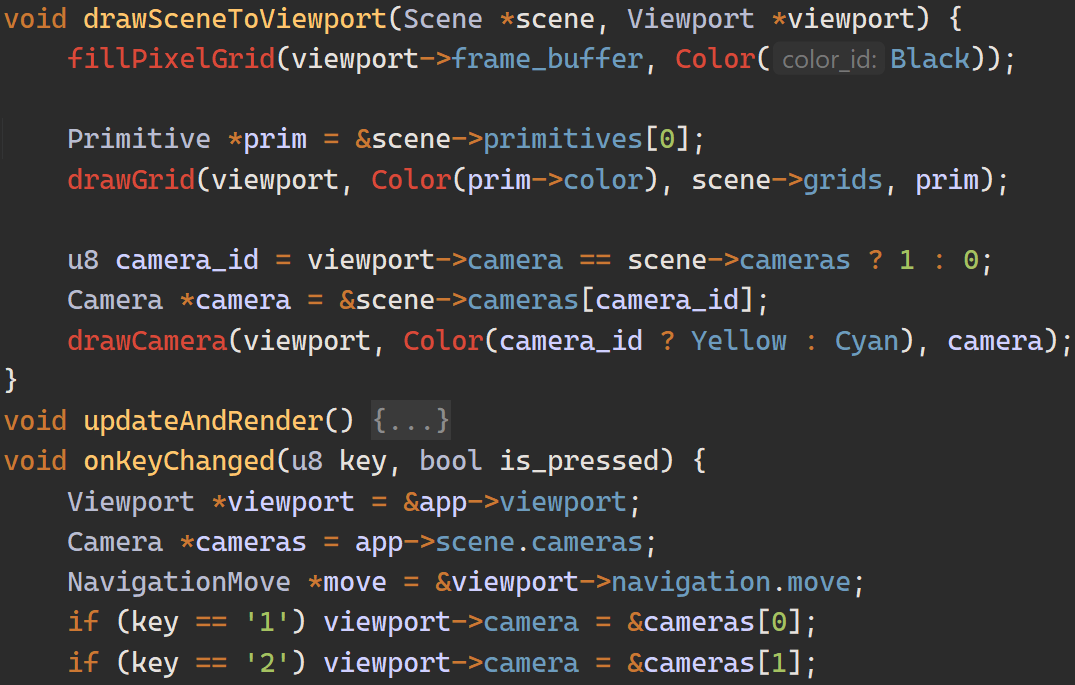 void drawSceneToViewport(Scene *scene, Viewport *viewport) {
    fillPixelGrid(viewport->frame_buffer, Color( color_id: Black));

    Primitive *prim = &scene->primitives[0];
    drawGrid(viewport, Color(prim->color), scene->grids, prim);

    u8 camera_id = viewport->camera == scene->cameras ? 1 : 0;
    Camera *camera = &scene->cameras[camera_id];
    drawCamera(viewport, Color(camera_id ? Yellow : Cyan), camera);
}
void updateAndRender() {...}
void onKeyChanged(u8 key, bool is_pressed) {
    Viewport *viewport = &app->viewport;
    Camera *cameras = app->scene.cameras;
    NavigationMove *move = &viewport->navigation.move;
    if (key == '1') viewport->camera = &cameras[0];
    if (key == '2') viewport->camera = &cameras[1];